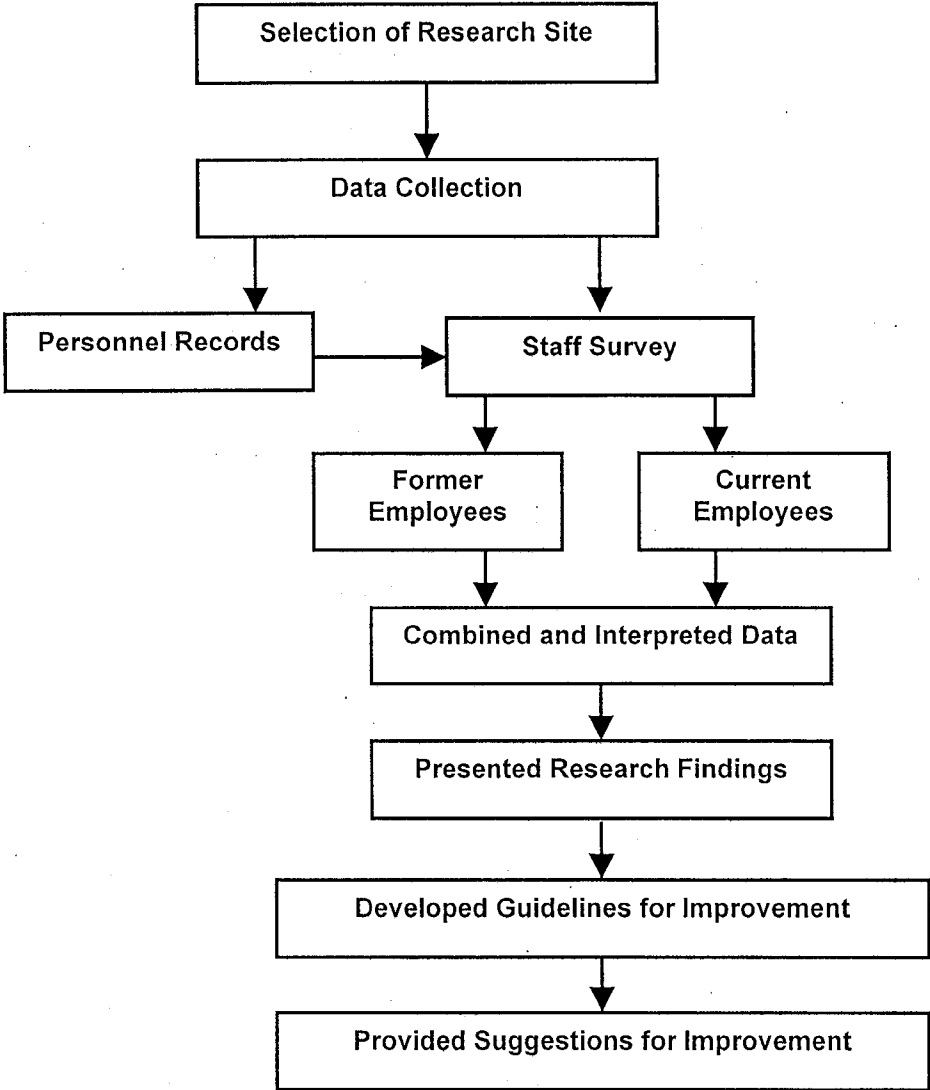 Selection of Research Site
Data Collection
Personnel Records
Staff Survey
Former
Employees
Current
Employees
Combined and Interpreted Data
Presented Research Findings
Developed Guidelines for Improvement
Provided Suggestions for Improvement